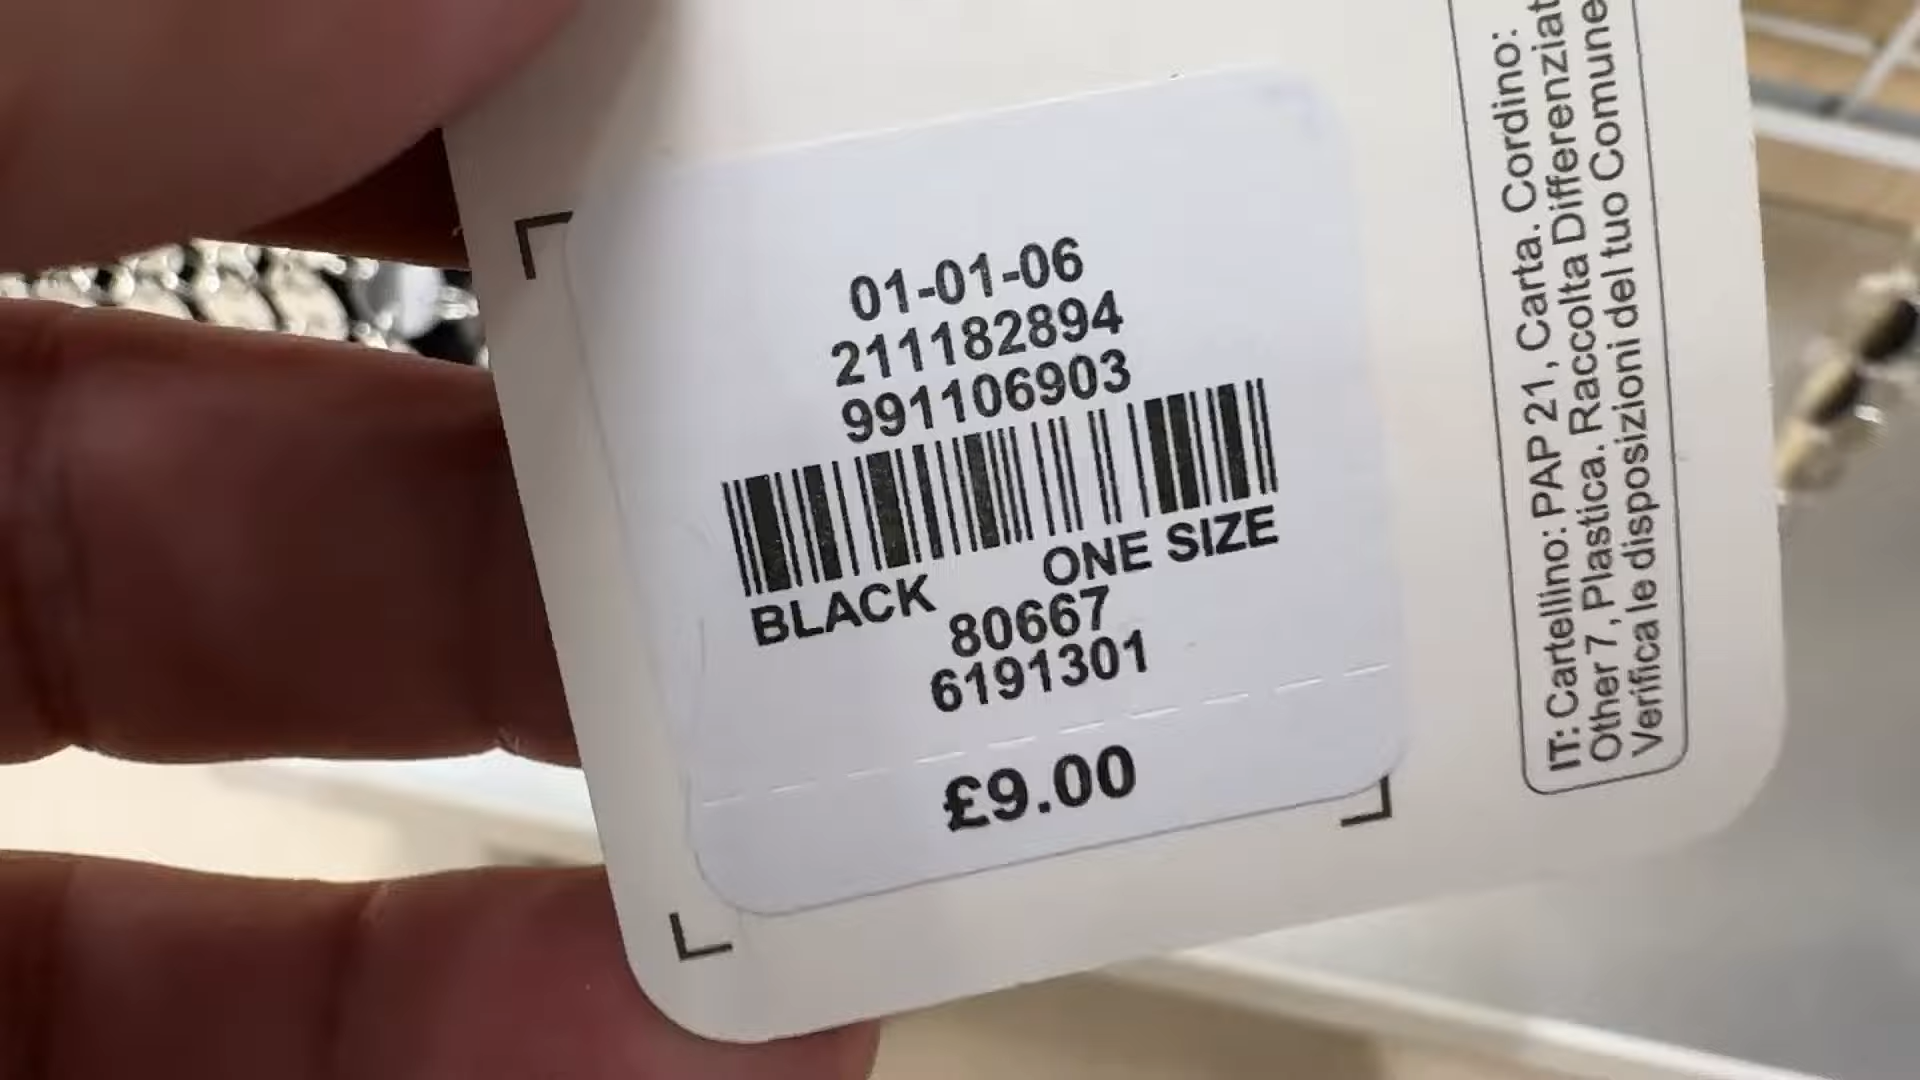 01-01-06
211182894
991106903
BLACK ONE SIZE
80667
6191301
£9.00
IT: Cartellino: PAP 21, Carta. Cordino:
Other 7, Plastica. Raccolta Differenziat
Verifica le disposizioni del tuo Comune